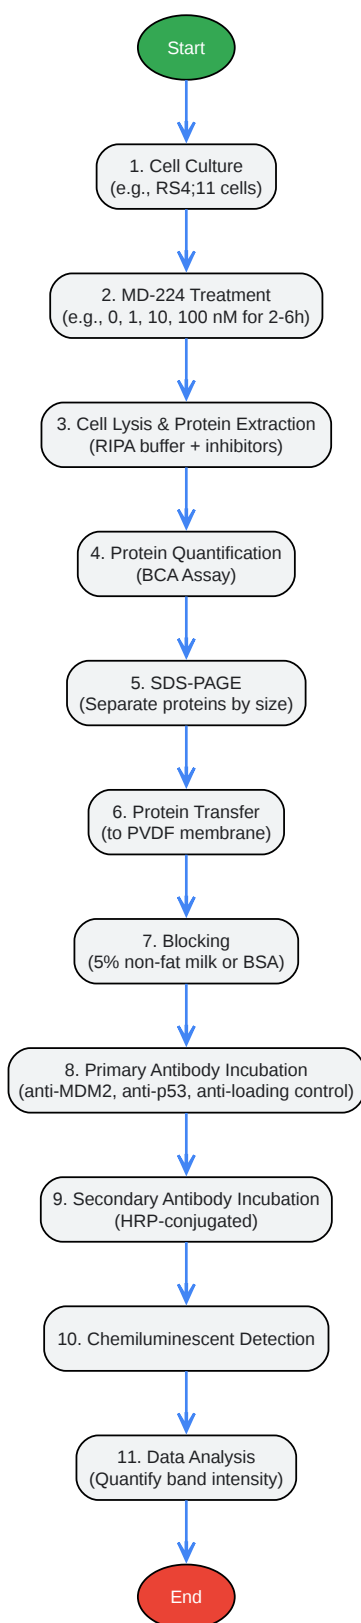 Start
1. Cell Culture
(e.g., RS4;11 cells)
2. MD-224 Treatment
(e.g., 0, 1, 10, 100 nM for 2-6h)
3. Cell Lysis & Protein Extraction
(RIPA buffer + inhibitors)
4. Protein Quantification
(BCA Assay)
5. SDS-PAGE
(Separate proteins by size)
6. Protein Transfer
(to PVDF membrane)
7. Blocking
(5% non-fat milk or BSA)
8. Primary Antibody Incubation
(anti-MDM2, anti-p53, anti-loading control)
9. Secondary Antibody Incubation
(HRP-conjugated)
10. Chemiluminescent Detection
11. Data Analysis
(Quantify band intensity)
End